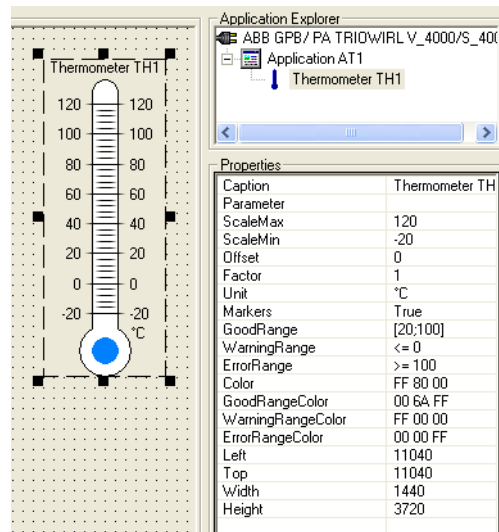 Application Explorer
ABB GPB/ PA TRIOWIRL V_4000/S_400
Application AT1
Thermometer TH1
Thermometer TH1
120 120
100 100
80 80
60 60
40 40
20 20
0 0
-20 -20
°C
Properties
Caption Thermometer TH
Parameter
ScaleMax 120
ScaleMin -20
Offset 0
Factor 1
Unit °C
Markers True
GoodRange [20;100]
WarningRange <= 0
ErrorRange >= 100
Color FF 80 00
GoodRangeColor 00 6A FF
WarningRangeColor FF 00 00
ErrorRangeColor 00 00 FF
Left 11040
Top 11040
Width 1440
Height 3720